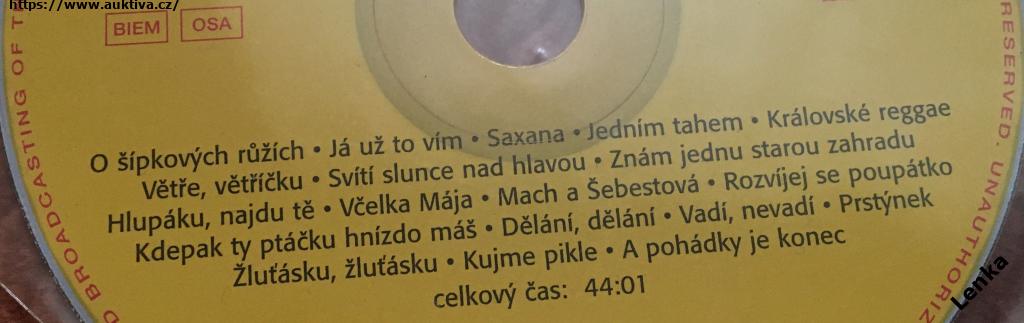 https://www.auktiva.cz/
BIEM OSA
D BROADCASTING OF TH
RESERVED. UNAUTHORIZ
O šípkových růžích • Já už to vím • Saxana • Jedním tahem • Královské reggae
Větře, větříčku • Svítí slunce nad hlavou • Znám jednu starou zahradu
Hlupáku, najdu tě • Včelka Mája • Mach a Šebestová • Rozvíjej se poupátko
Kdepak ty ptáčku hnízdo máš • Dělání, dělání • Vadí, nevadí • Prstýnek
Žluťásku, žluťásku • Kujme pikle • A pohádky je konec
celkový čas: 44:01
Lenka